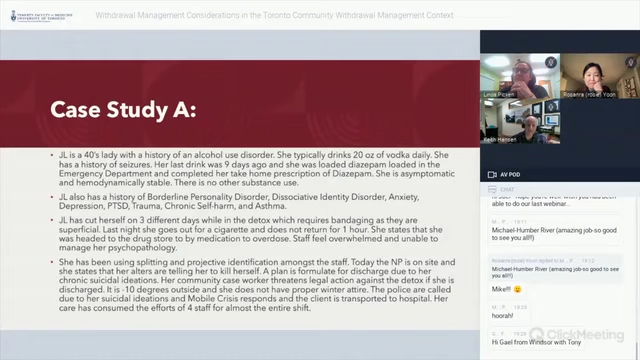 TEMERTY FACULTY OF MEDICINE
UNIVERSITY OF TORONTO
Withdrawal Management Considerations in the Toronto Community Withdrawal Management Context
Case Study A:
• JL is a 40's lady with a history of an alcohol use disorder. She typically drinks 20 oz of vodka daily. She
has a history of seizures. Her last drink was 9 days ago and she was loaded diazepam loaded in the
Emergency Department and completed her take home prescription of Diazepam. She is asymptomatic
and hemodynamically stable. There is no other substance use.
• JL also has a history of Borderline Personality Disorder, Dissociative Identity Disorder, Anxiety,
Depression, PTSD, Trauma, Chronic Self-harm, and Asthma.
• JL has cut herself on 3 different days while in the detox which requires bandaging as they are
superficial. Last night she goes out for a cigarette and does not return for 1 hour. She states that she
was headed to the drug store to by medication to overdose. Staff feel overwhelmed and unable to
manage her psychopathology.
• She has been using splitting and projective identification amongst the staff. Today the NP is on site and
she states that her alters are telling her to kill herself. A plan is formulate for discharge due to her
chronic suicidal ideations. Her community case worker threatens legal action against the detox if she is
discharged. It is -10 degrees outside and she does not have proper winter attire. The police are called
due to her suicidal ideations and Mobile Crisis responds and the client is transported to hospital. Her
care has consumed the efforts of 4 staff for almost the entire shift.
Rosanra (rosie) Yoon
AV POD
CHAT
able to do our last webinar...
M... P... 19:11
Michael-Humber River (amazing job-so good
to see you all!!)
19:12
Michael-Humber River (amazing job-so good to see
you all!!)
Mike!!!
hoorah!
Hi Gael from Windsor with Tony
ClickMeeting